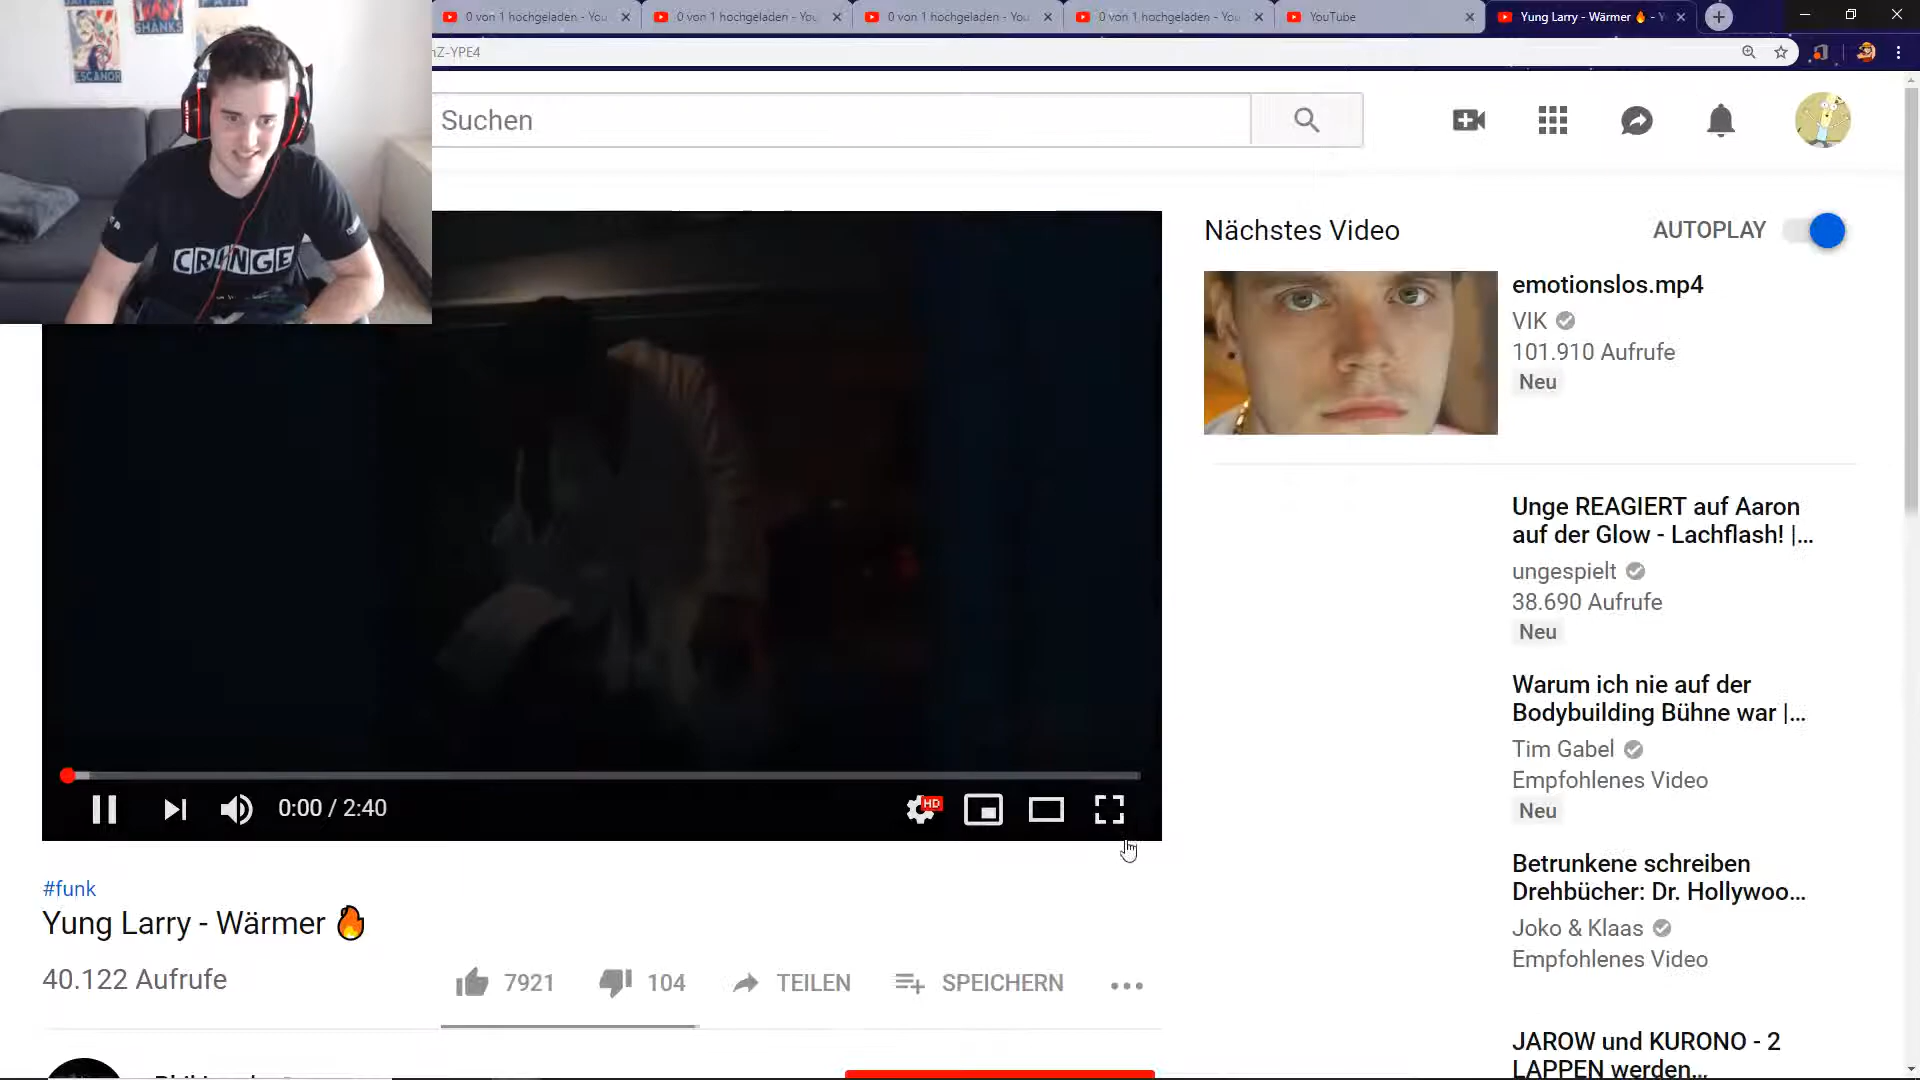 ESCANOR
SHANKS
CRINGE
0 von 1 hochgeladen - You
0 von 1 hochgeladen - You
0 von 1 hochgeladen - You
0 von 1 hochgeladen - You
YouTube
Yung Larry - Wärmer 🔥 - Y
Z-YPE4
Suchen
Nächstes Video
AUTOPLAY
emotionslos.mp4
VIK
101.910 Aufrufe
Neu
Unge REAGIERT auf Aaron
auf der Glow - Lachflash! |...
ungespielt
38.690 Aufrufe
Neu
Warum ich nie auf der
Bodybuilding Bühne war |...
Tim Gabel
Empfohlenes Video
Neu
Betrunkene schreiben
Drehbücher: Dr. Hollywoo...
Joko & Klaas
Empfohlenes Video
JAROW und KURONO - 2
LAPPEN werden...
0:00 / 2:40
HD
#funk
Yung Larry - Wärmer 🔥
40.122 Aufrufe
7921
104
TEILEN
SPEICHERN